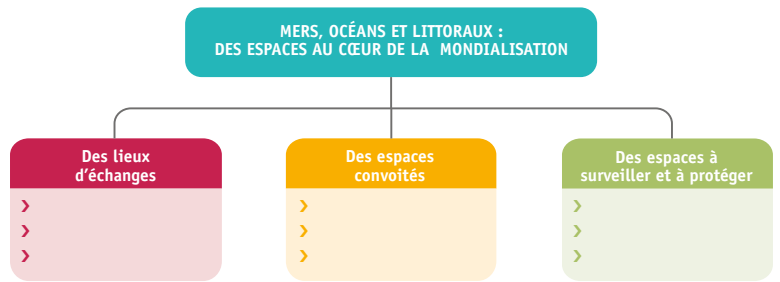 MERS, OCÉANS ET LITTORAUX :
DES ESPACES AU CŒUR DE LA MONDIALISATION
Des lieux
d'échanges
Des espaces
convoités
Des espaces à
surveiller et à protéger